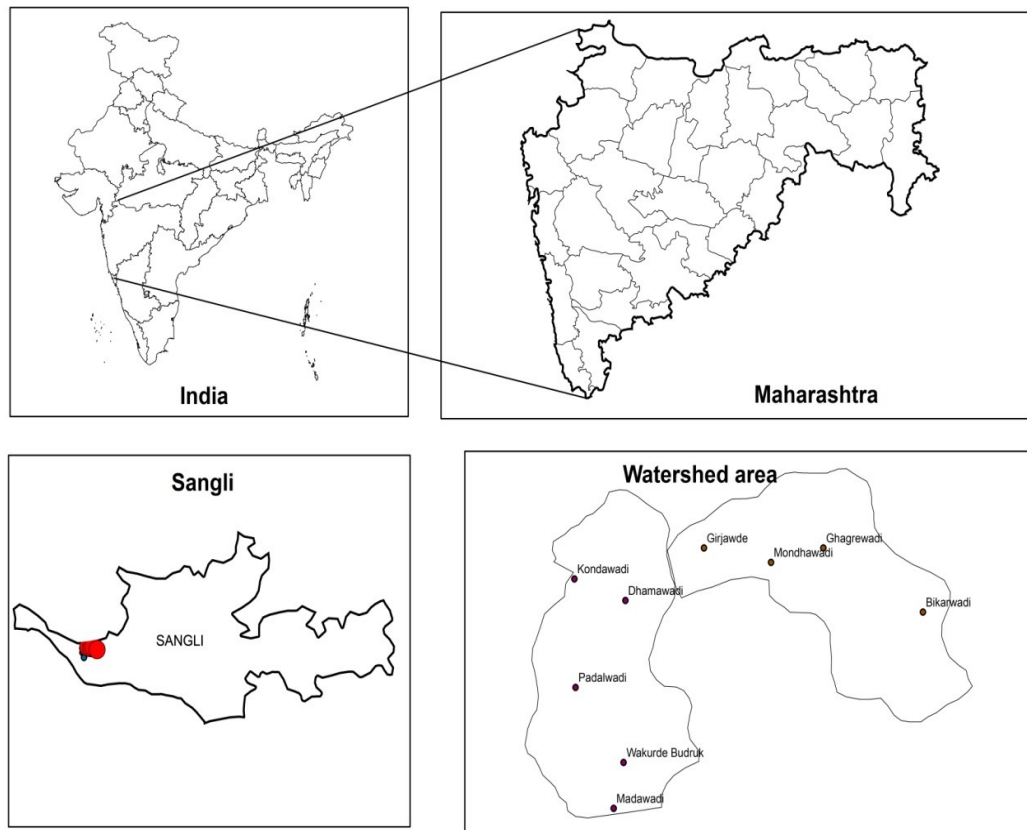 India
Maharashtra
Sangli
SANGLI
Watershed area
Girjawde
Ghagrewadi
Mondhawadi
Kondawadi
Dhamawadi
Bikarwadi
Padalwadi
Wakurde Budruk
Madawadi